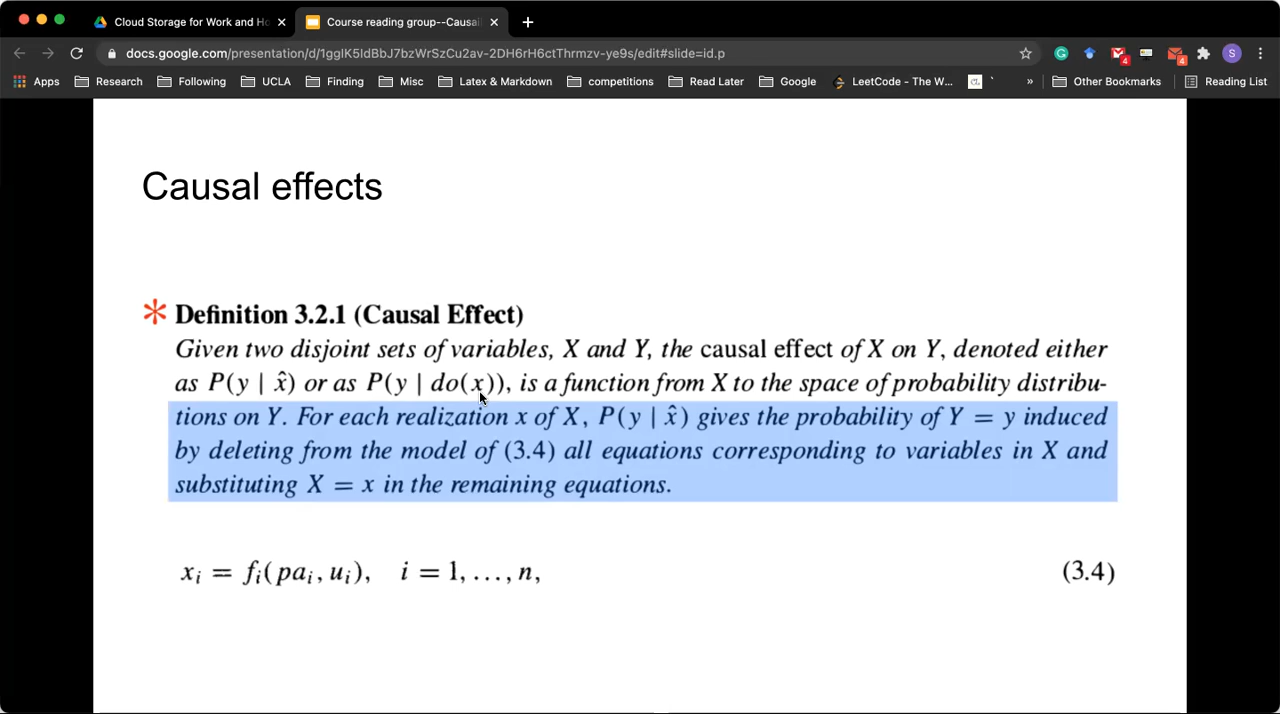 Cloud Storage for Work and Ho
Course reading group--Causal
docs.google.com/presentation/d/1gglK5ldBbJ7bzWrSzCu2av-2DH6rH6ctThrmzv-ye9s/edit#slide=id.p
4
4
S
Apps Research Following UCLA Finding Misc Latex & Markdown competitions Read Later Google LeetCode - The W... CL ` » Other Bookmarks Reading List
Causal effects
* Definition 3.2.1 (Causal Effect)
Given two disjoint sets of variables, X and Y, the causal effect of X on Y, denoted either
as P(y | x̂) or as P(y | do(x)), is a function from X to the space of probability distribu-
tions on Y. For each realization x of X, P(y | x̂) gives the probability of Y = y induced
by deleting from the model of (3.4) all equations corresponding to variables in X and
substituting X = x in the remaining equations.
xᵢ = fᵢ(paᵢ, uᵢ), i = 1, . . . , n, (3.4)